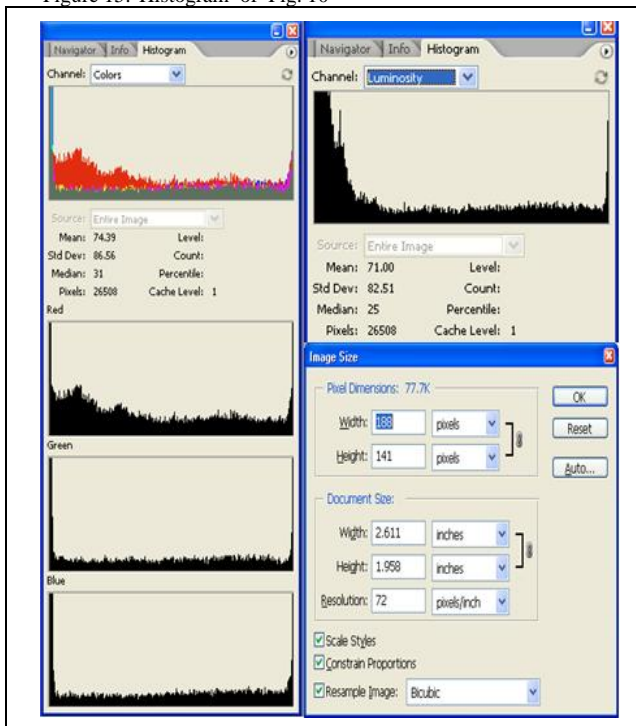 Figure 15: Histogram of Fig. 10
Navigator Info Histogram
Channel: Colors
Source: Entire Image
Mean: 74.39 Level:
Std Dev: 86.56 Count:
Median: 31 Percentile:
Pixels: 26508 Cache Level: 1
Red
Green
Blue
Navigator Info Histogram
Channel: Luminosity
Source: Entire Image
Mean: 71.00 Level:
Std Dev: 82.51 Count:
Median: 25 Percentile:
Pixels: 26508 Cache Level: 1
Image Size
Pixel Dimensions: 77.7K
Width: 188 pixels
Height: 141 pixels
OK
Reset
Auto...
Document Size:
Width: 2.611 inches
Height: 1.958 inches
Resolution: 72 pixels/inch
Scale Styles
Constrain Proportions
Resample Image: Bicubic